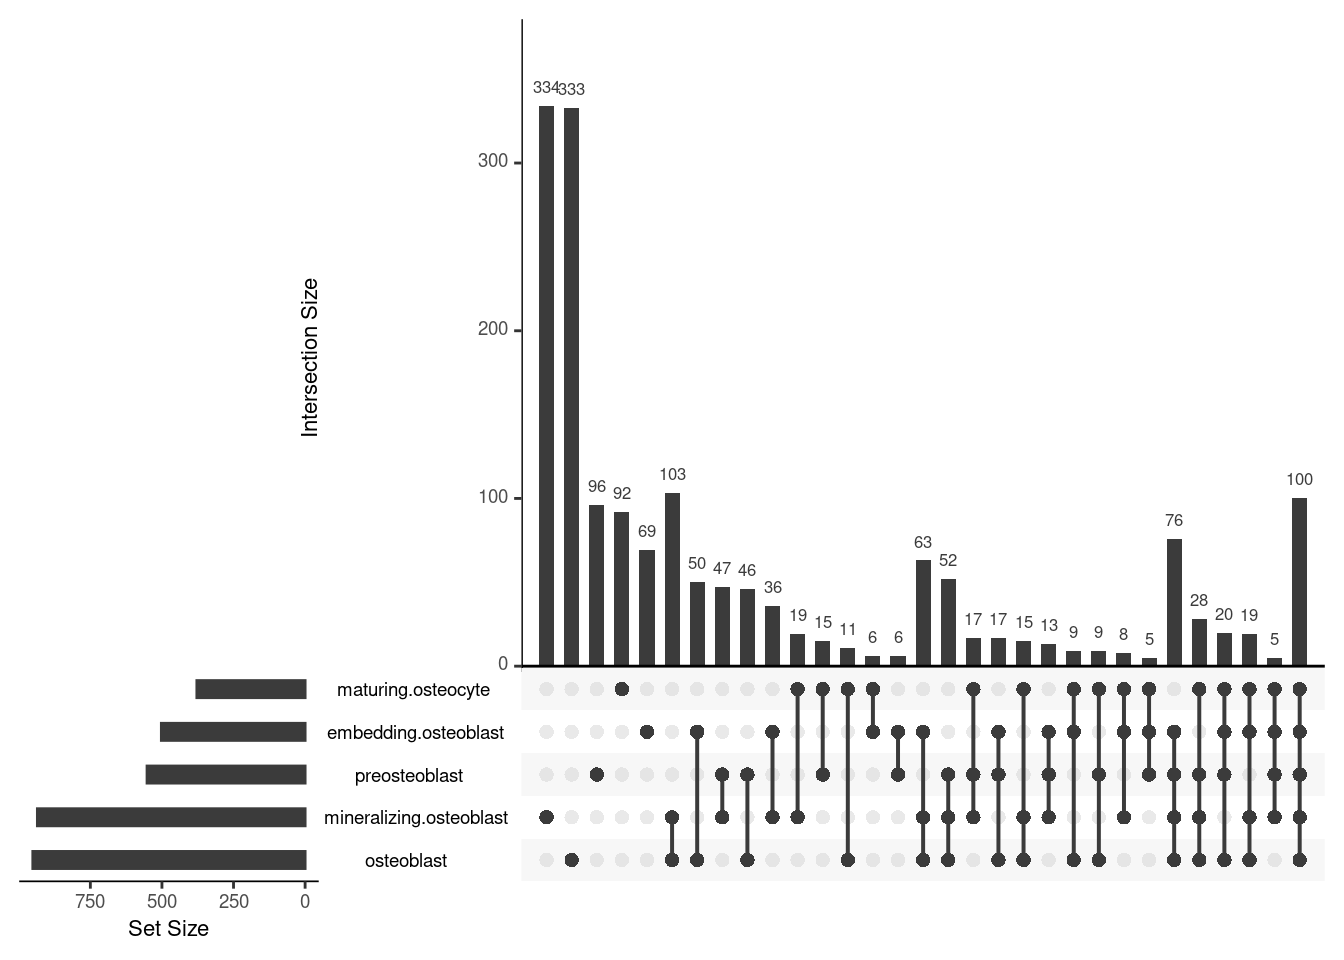 334 333
300
Intersection Size
200
100
0
96 92 69 103 50 47 46 36 19 15 11 6 6 63 52 17 17 15 13 9 9 8 5 76 28 20 19 5 100
maturing.osteocyte
embedding.osteoblast
preosteoblast
mineralizing.osteoblast
osteoblast
750 500 250 0
Set Size